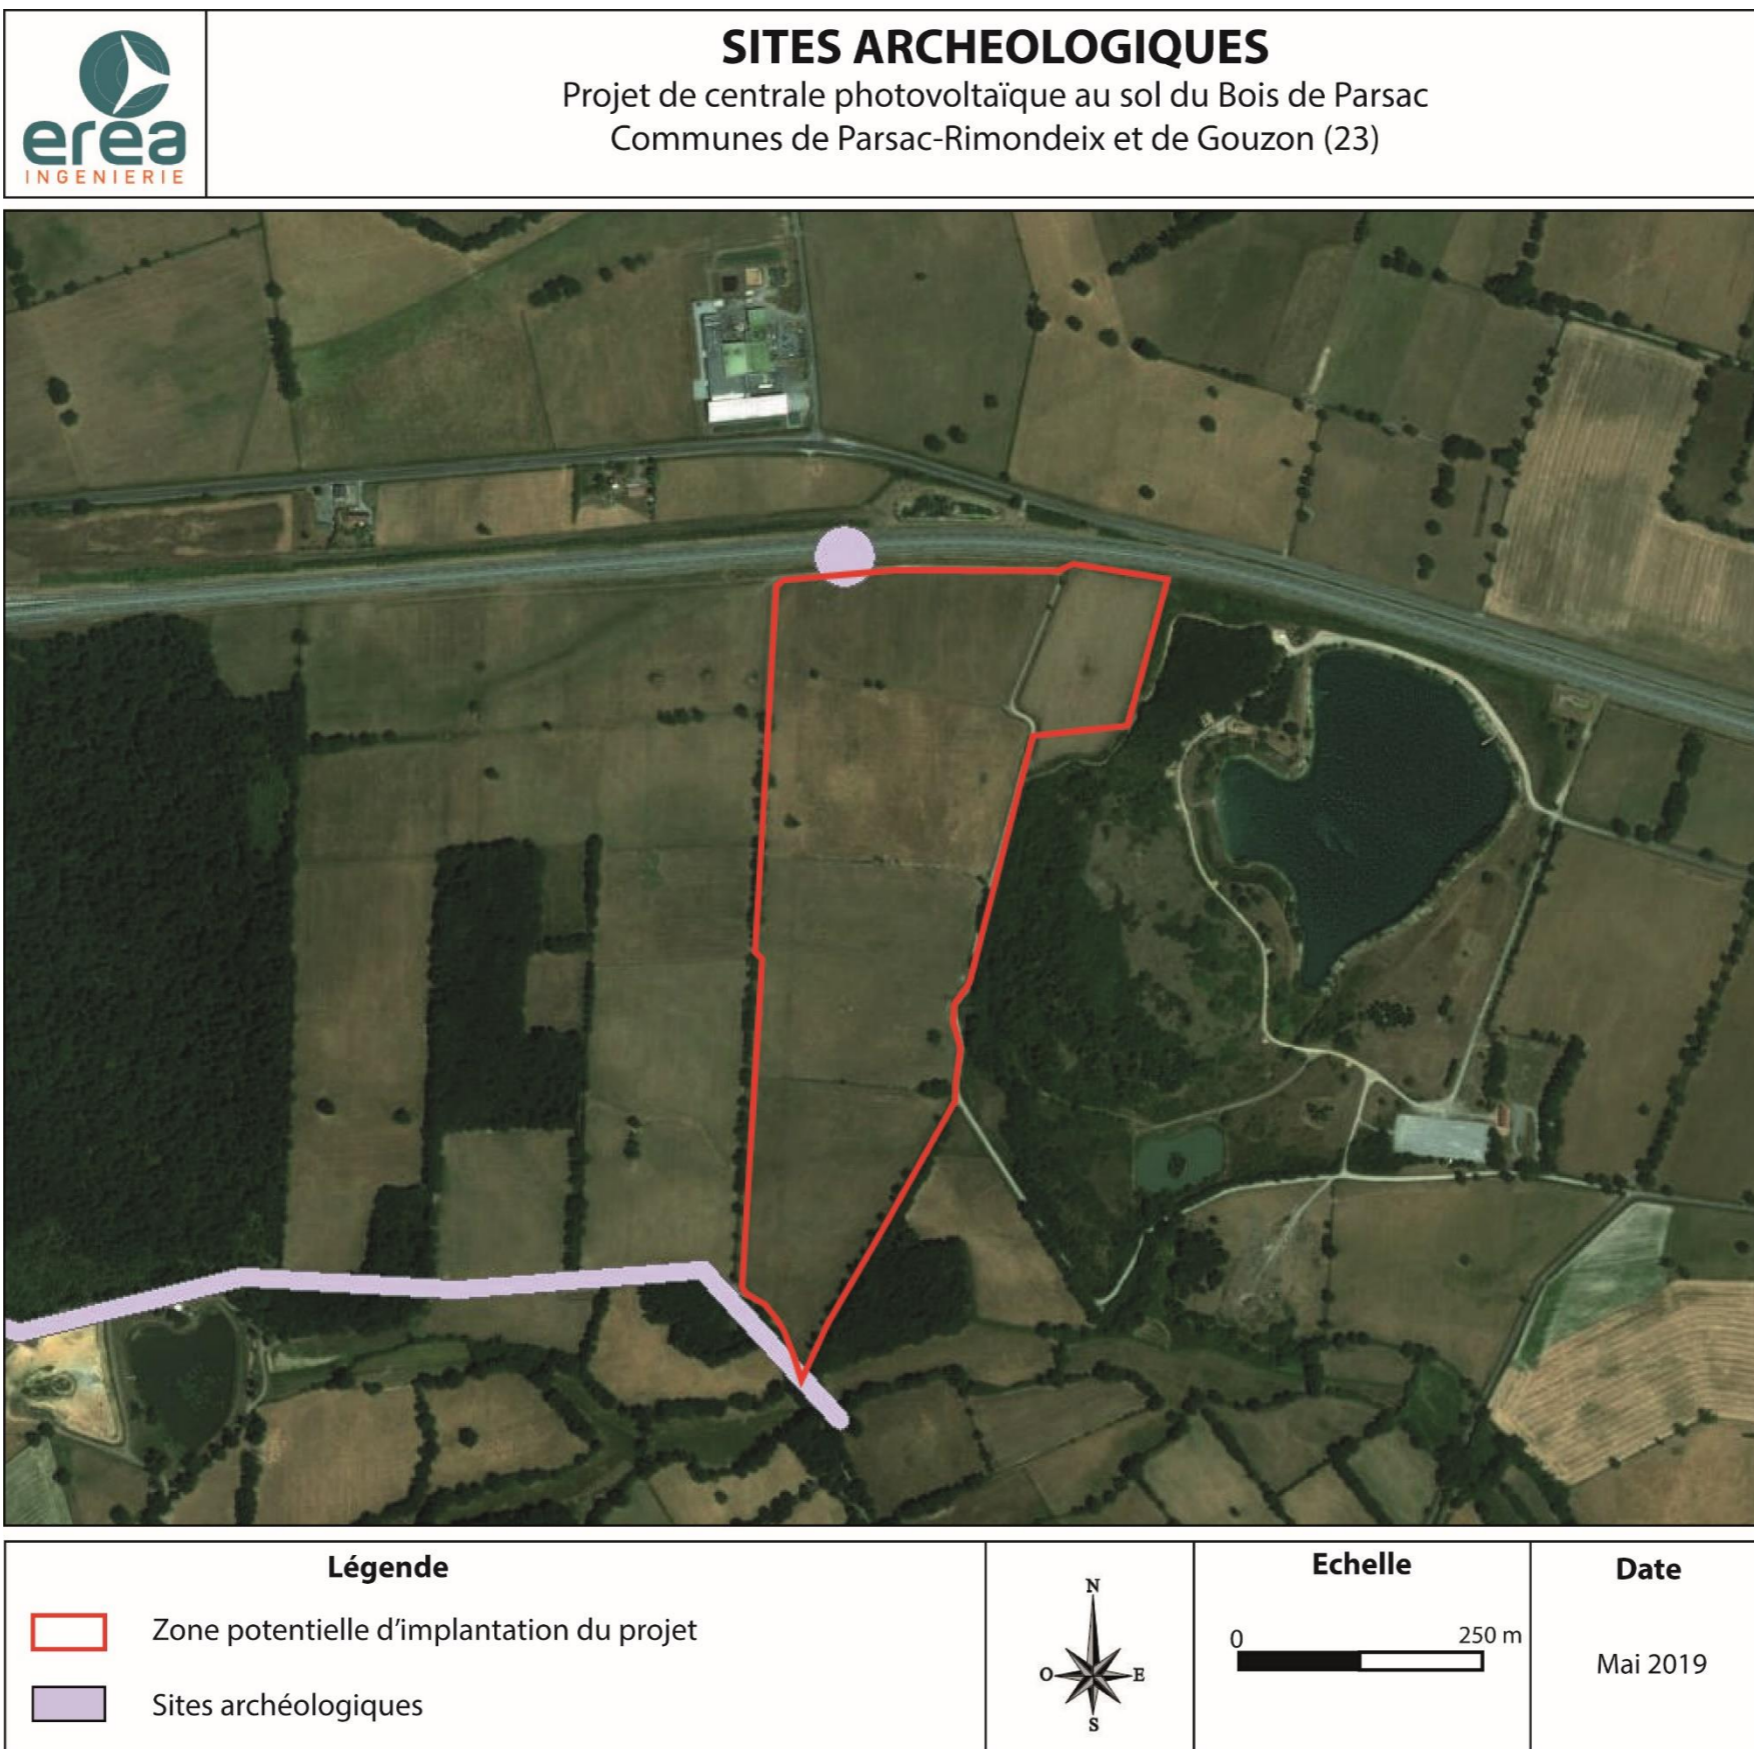 erea
INGENIERIE
SITES ARCHEOLOGIQUES
Projet de centrale photovoltaïque au sol du Bois de Parsac
Communes de Parsac-Rimondeix et de Gouzon (23)
Légende
Zone potentielle d'implantation du projet
Sites archéologiques
N
O
E
S
Echelle
0
250 m
Date
Mai 2019